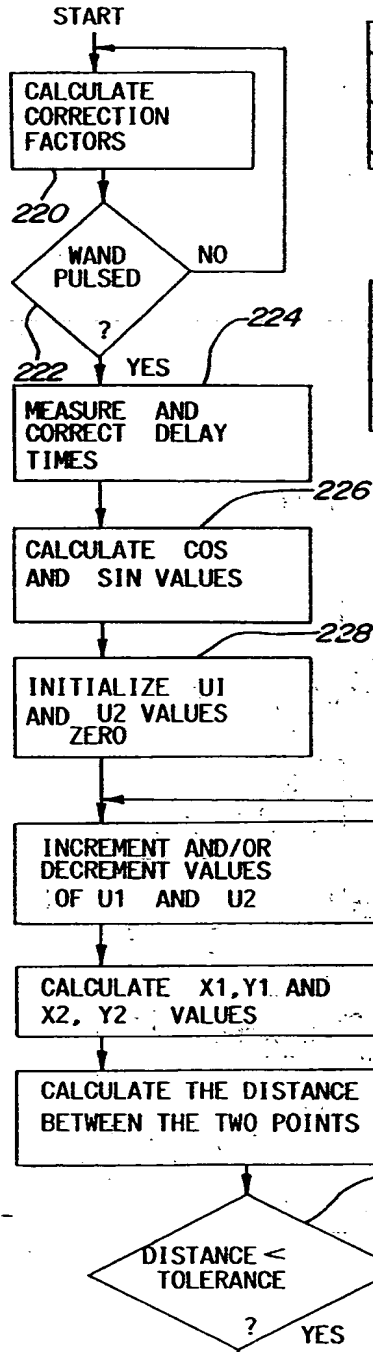 START
CALCULATE
CORRECTION
FACTORS
220
WAND
PULSED
?
NO
222
YES
224
MEASURE AND
CORRECT DELAY
TIMES
226
CALCULATE COS
AND SIN VALUES
228
INITIALIZE U1
AND U2 VALUES
ZERO
INCREMENT AND/OR
DECREMENT VALUES
OF U1 AND U2
CALCULATE X1,Y1 AND
X2, Y2 VALUES
CALCULATE THE DISTANCE
BETWEEN THE TWO POINTS
DISTANCE <
TOLERANCE
?
YES